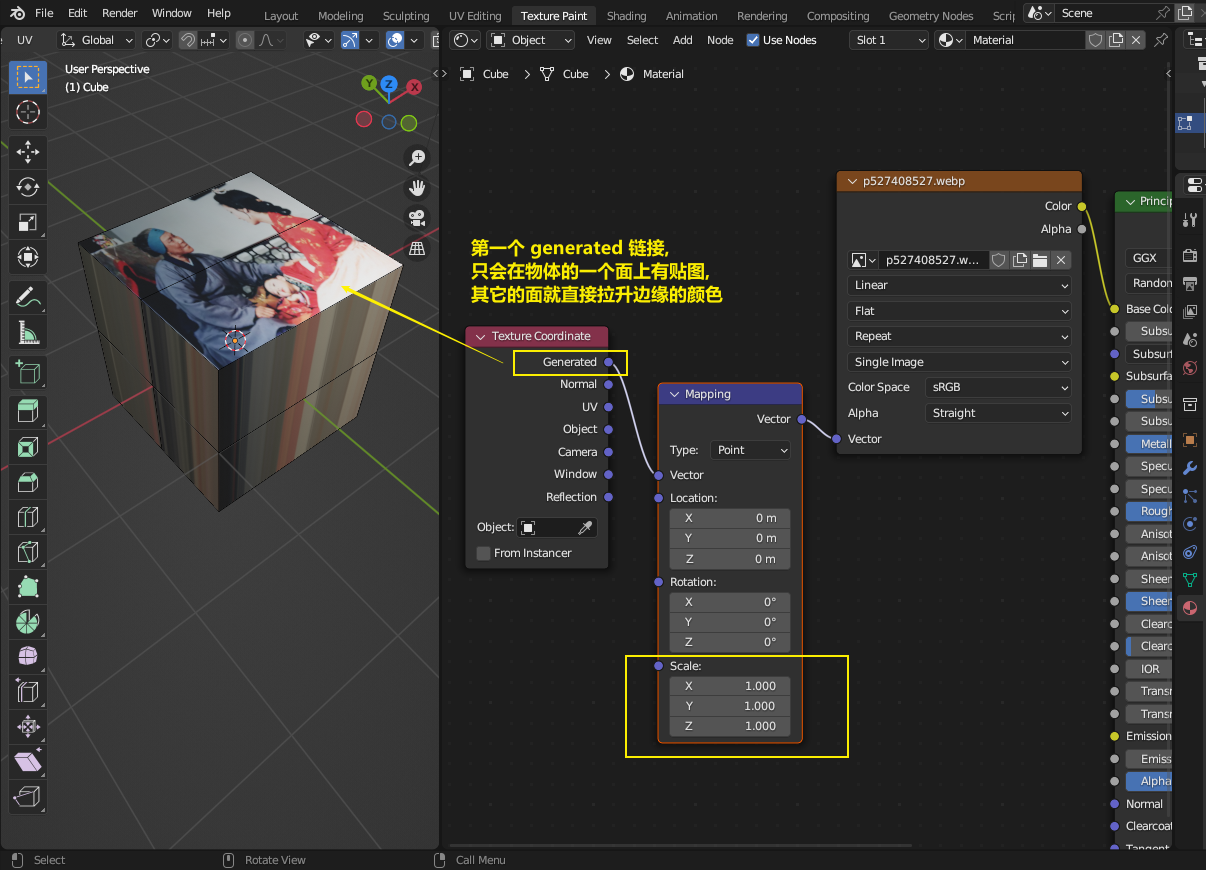 File Edit Render Window Help
Layout Modeling Sculpting UV Editing Texture Paint Shading Animation Rendering Compositing Geometry Nodes Scrip
Scene
UV Global
Object View Select Add Node Use Nodes Slot 1 Material
User Perspective
(1) Cube
Y Z X
Cube Cube Material
第一个 generated 链接,
只会在物体的一个面上有贴图,
其它的面就直接拉升边缘的颜色
Texture Coordinate
Generated
Normal
UV
Object
Camera
Window
Reflection
Object:
From Instancer
Mapping
Vector
Type: Point
Vector
Location:
X 0 m
Y 0 m
Z 0 m
Rotation:
X 0°
Y 0°
Z 0°
Scale:
X 1.000
Y 1.000
Z 1.000
p527408527.webp
Color
Alpha
p527408527.w...
Linear
Flat
Repeat
Single Image
Color Space sRGB
Alpha Straight
Vector
Princip
GGX
Random
Base Colo
Subsu
Subsurf
Subsurfa
Subsu
Subsu
Metall
Specu
Specu
Rough
Aniso
Aniso
Sheen
Sheen
Clearc
Clearc
IOR
Transm
Transm
Emission
Emiss
Alpha
Normal
Clearcoat
Tangent
Select Rotate View Call Menu